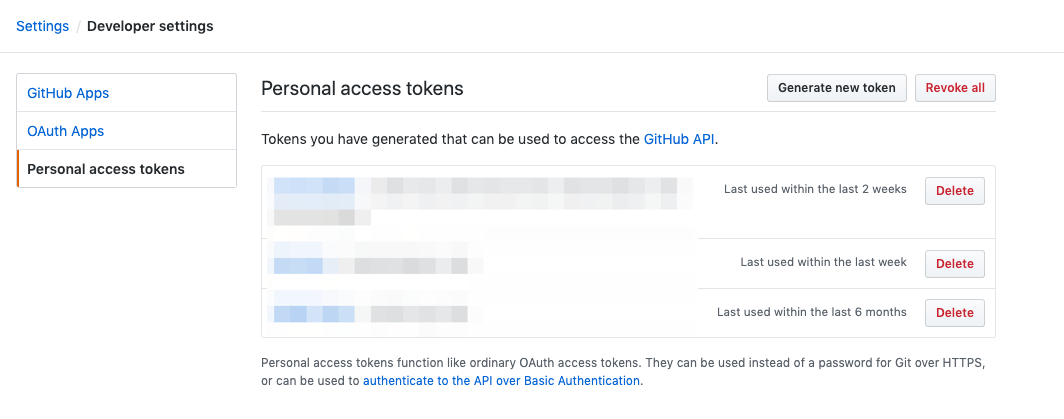 Settings / Developer settings
GitHub Apps
OAuth Apps
Personal access tokens
Personal access tokens
Generate new token
Revoke all
Tokens you have generated that can be used to access the GitHub API.
Last used within the last 2 weeks
Delete
Last used within the last week
Delete
Last used within the last 6 months
Delete
Personal access tokens function like ordinary OAuth access tokens. They can be used instead of a password for Git over HTTPS,
or can be used to authenticate to the API over Basic Authentication.